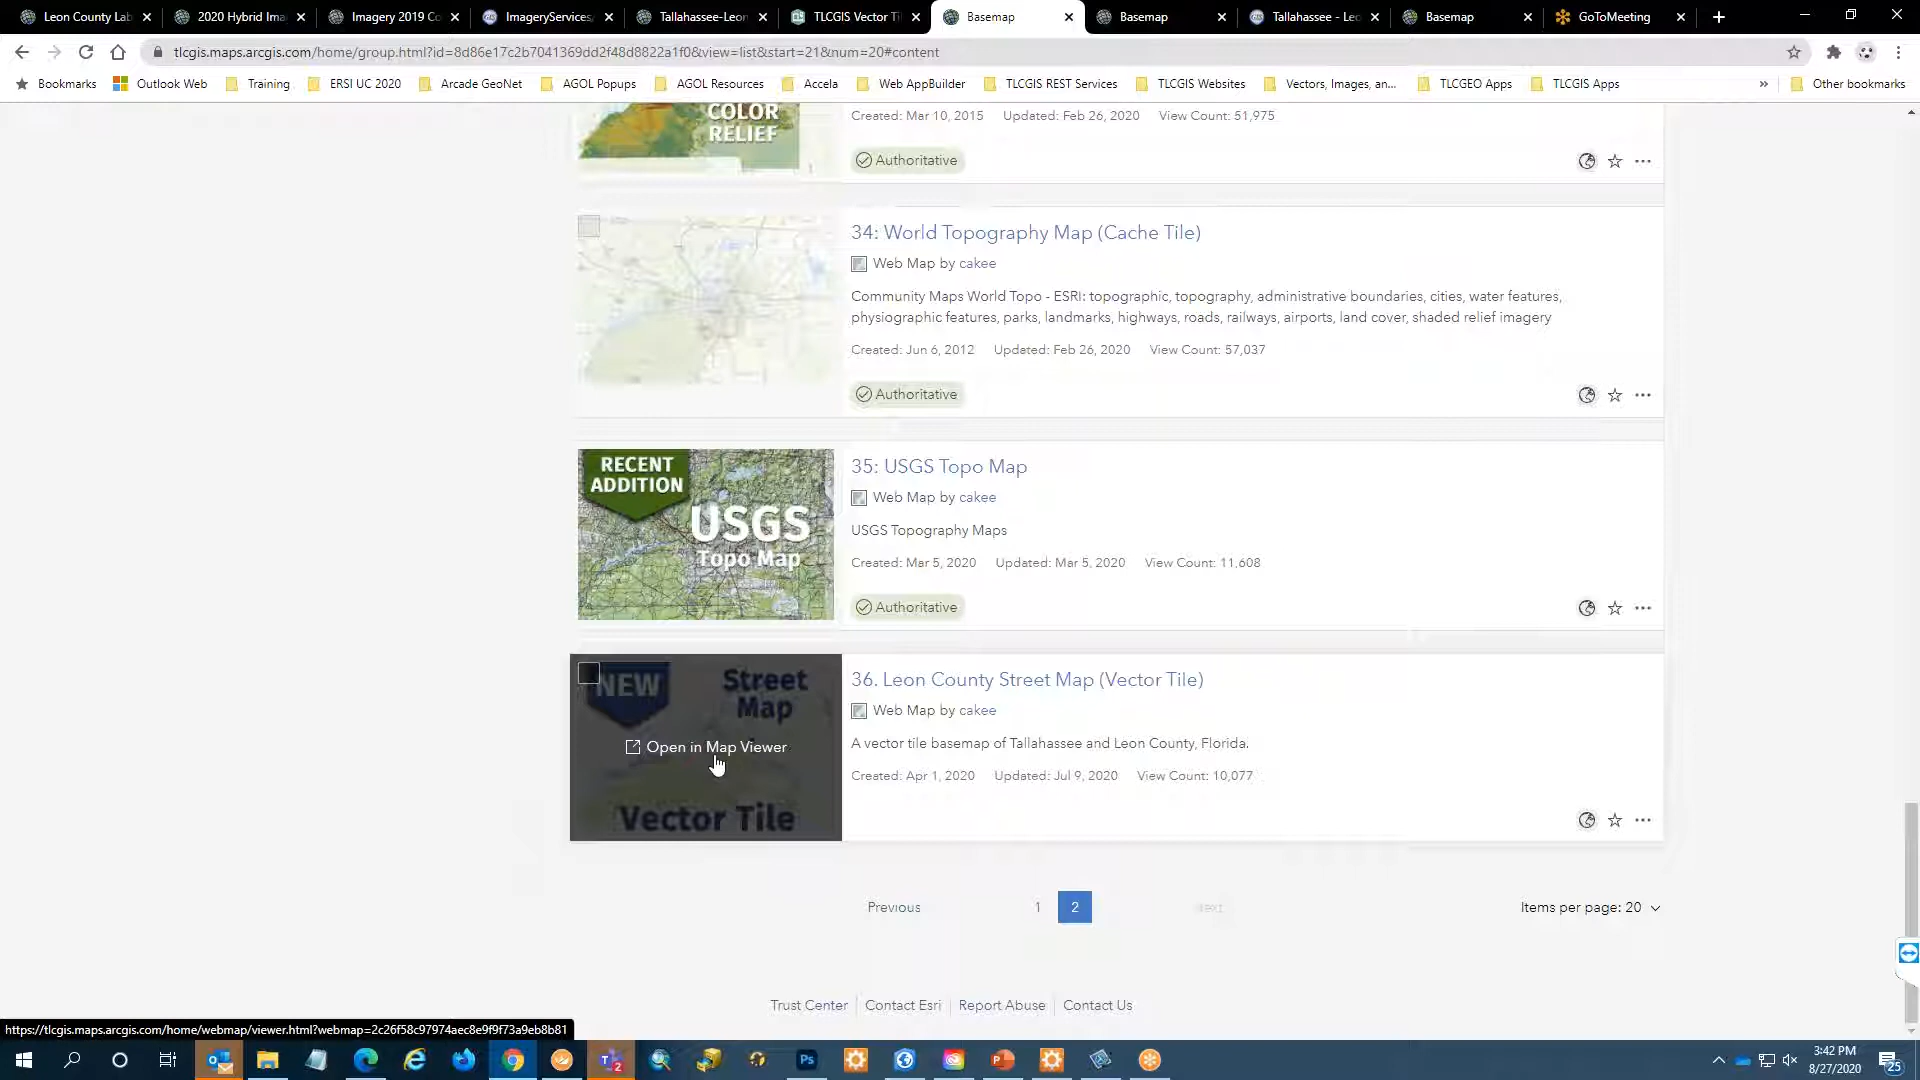 Leon County Lab
2020 Hybrid Ima
Imagery 2019 Co
ImageryServices/
Tallahassee-Leon
TLCGIS Vector Ti
Basemap
Basemap
Tallahassee - Leo
Basemap
GoToMeeting
tlcgis.maps.arcgis.com/home/group.html?id=8d86e17c2b7041369dd2f48d8822a1f0&view=list&start=21&num=20#content
Bookmarks
Outlook Web
Training
ERSI UC 2020
Arcade GeoNet
AGOL Popups
AGOL Resources
Accela
Web AppBuilder
TLCGIS REST Services
TLCGIS Websites
Vectors, Images, an...
TLCGEO Apps
TLCGIS Apps
Other bookmarks
COLOR
RELIEF
Created: Mar 10, 2015 Updated: Feb 26, 2020 View Count: 51,975
Authoritative
34: World Topography Map (Cache Tile)
Web Map by cakee
Community Maps World Topo - ESRI: topographic, topography, administrative boundaries, cities, water features,
physiographic features, parks, landmarks, highways, roads, railways, airports, land cover, shaded relief imagery
Created: Jun 6, 2012 Updated: Feb 26, 2020 View Count: 57,037
Authoritative
RECENT
ADDITION
USGS
Topo Map
35: USGS Topo Map
Web Map by cakee
USGS Topography Maps
Created: Mar 5, 2020 Updated: Mar 5, 2020 View Count: 11,608
Authoritative
NEW
Street
Map
Open in Map Viewer
Vector Tile
36. Leon County Street Map (Vector Tile)
Web Map by cakee
A vector tile basemap of Tallahassee and Leon County, Florida.
Created: Apr 1, 2020 Updated: Jul 9, 2020 View Count: 10,077
Previous 1 2 Next
Items per page: 20
Trust Center Contact Esri Report Abuse Contact Us
https://tlcgis.maps.arcgis.com/home/webmap/viewer.html?webmap=2c26f58c97974aec8e9f9f73a9eb8b81
Ps
3:42 PM
8/27/2020
25